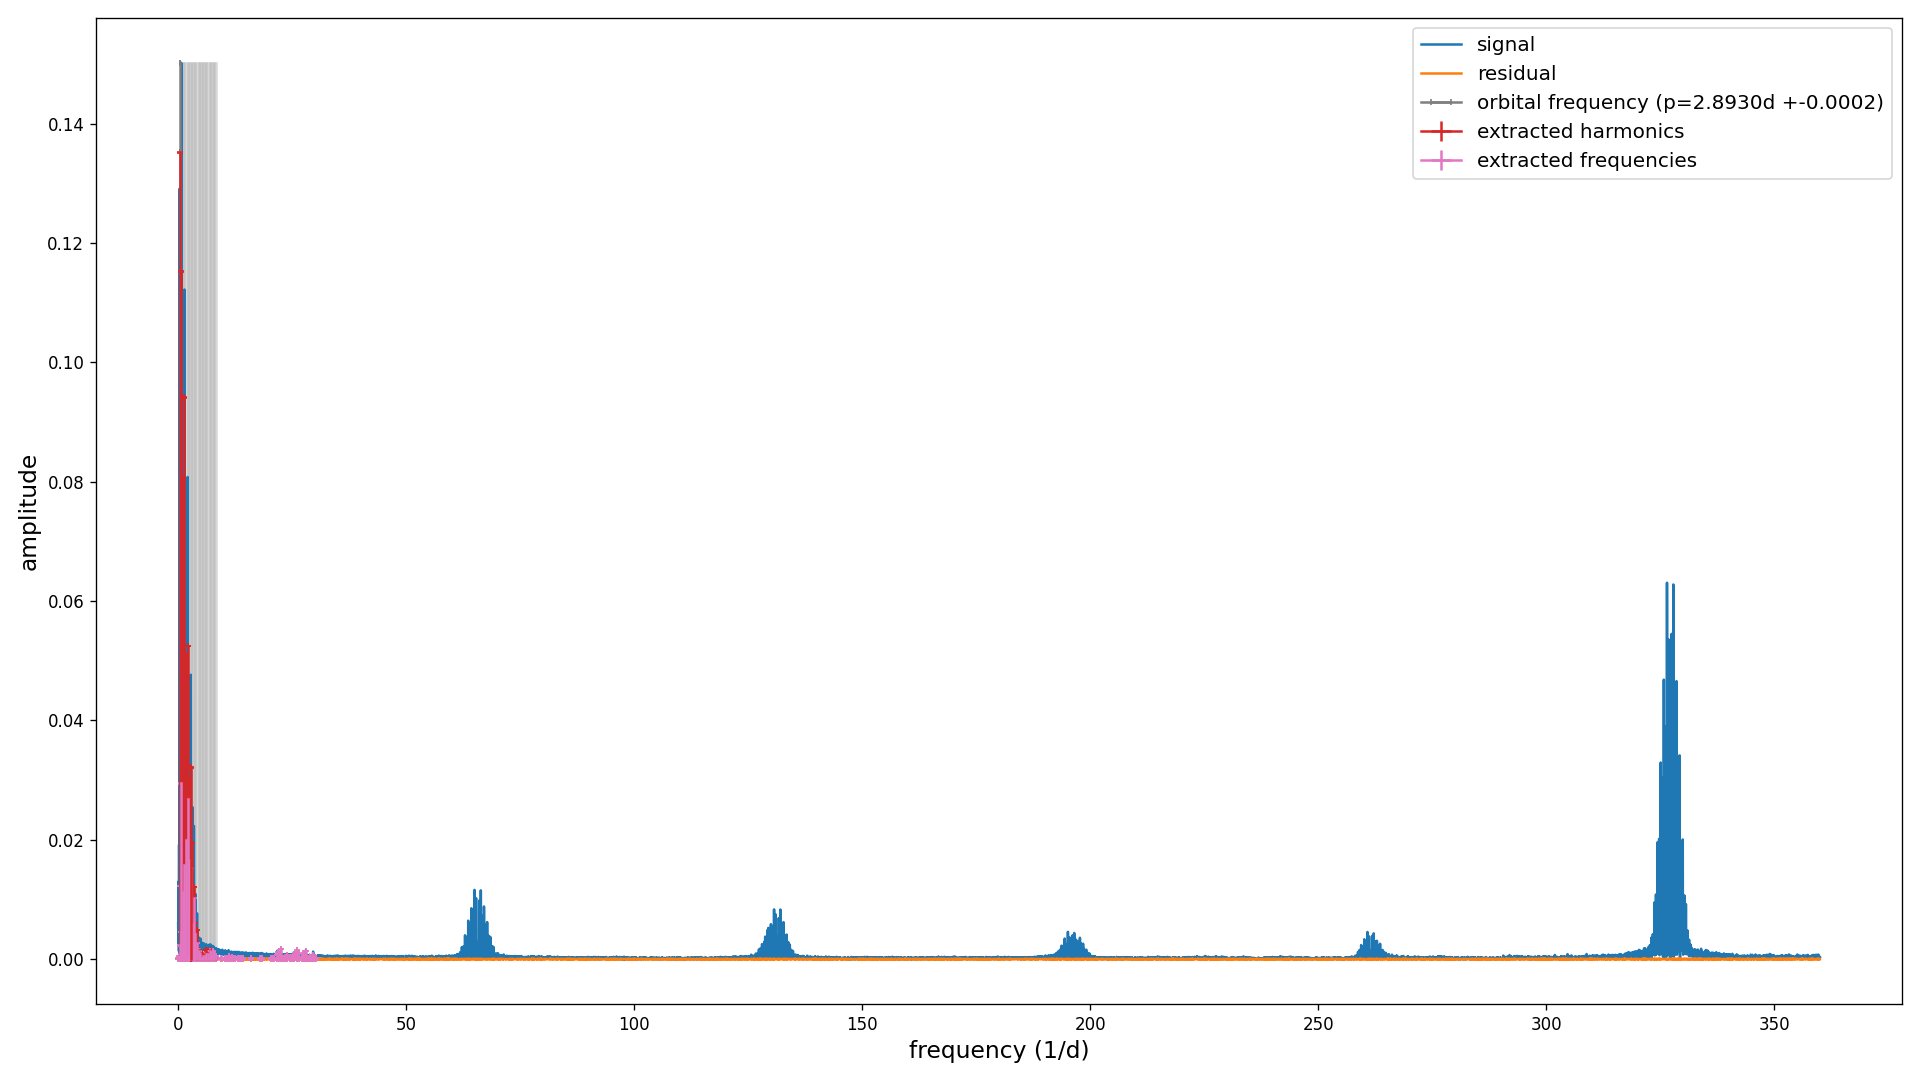 signal
residual
orbital frequency (p=2.8930d +-0.0002)
extracted harmonics
extracted frequencies
0.14
0.12
0.10
0.08
0.06
0.04
0.02
0.00
amplitude
0 50 100 150 200 250 300 350
frequency (1/d)